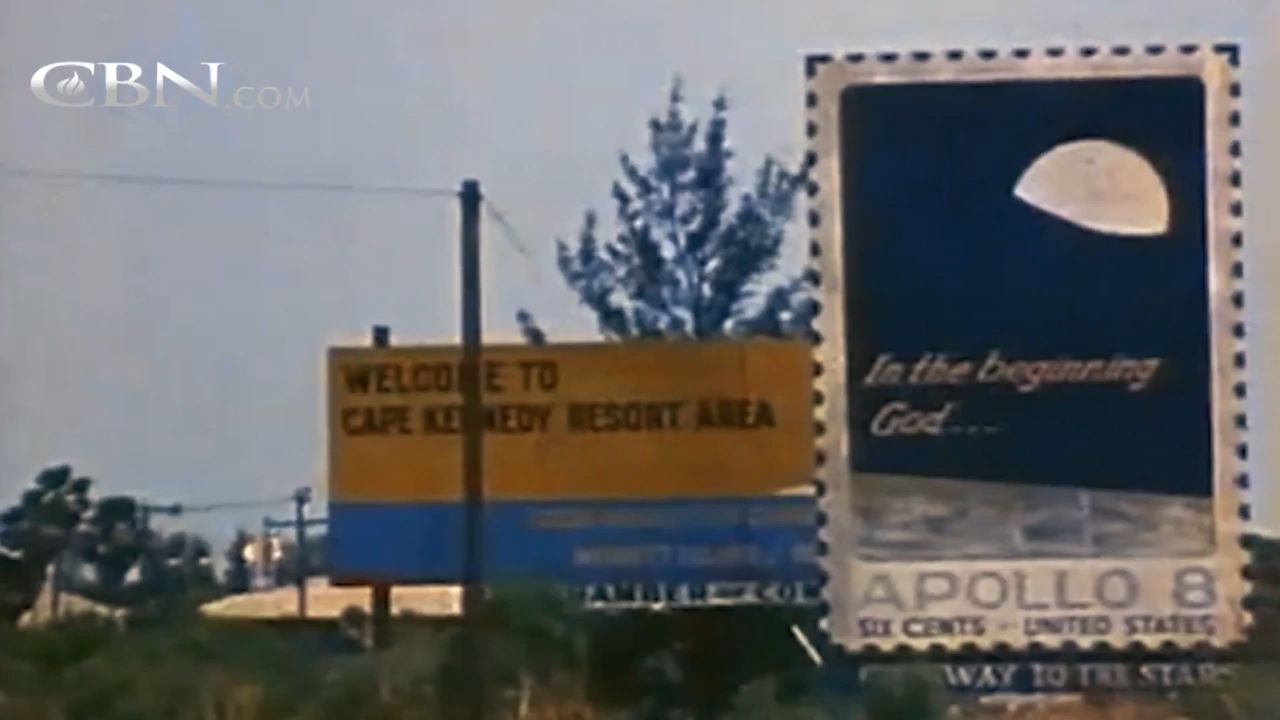 CBN.COM
WELCOME TO
CAPE KENNEDY RESORT AREA
In the beginning
God...
APOLLO 8
SIX CENTS - UNITED STATES
WAY TO THE STARS